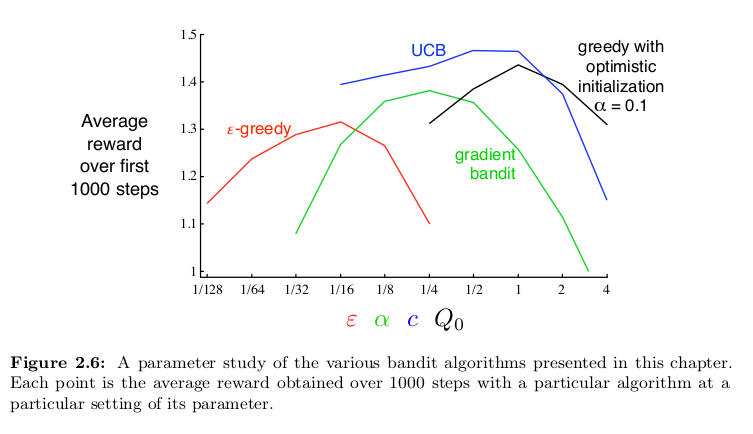 1.5
UCB
greedy with
optimistic
initialization
α = 0.1
1.4
Average
reward
over first
1000 steps
1.3
ε-greedy
gradient
bandit
1.2
1.1
1
1/128 1/64 1/32 1/16 1/8 1/4 1/2 1 2 4
ε α c Q₀
Figure 2.6: A parameter study of the various bandit algorithms presented in this chapter.
Each point is the average reward obtained over 1000 steps with a particular algorithm at a
particular setting of its parameter.